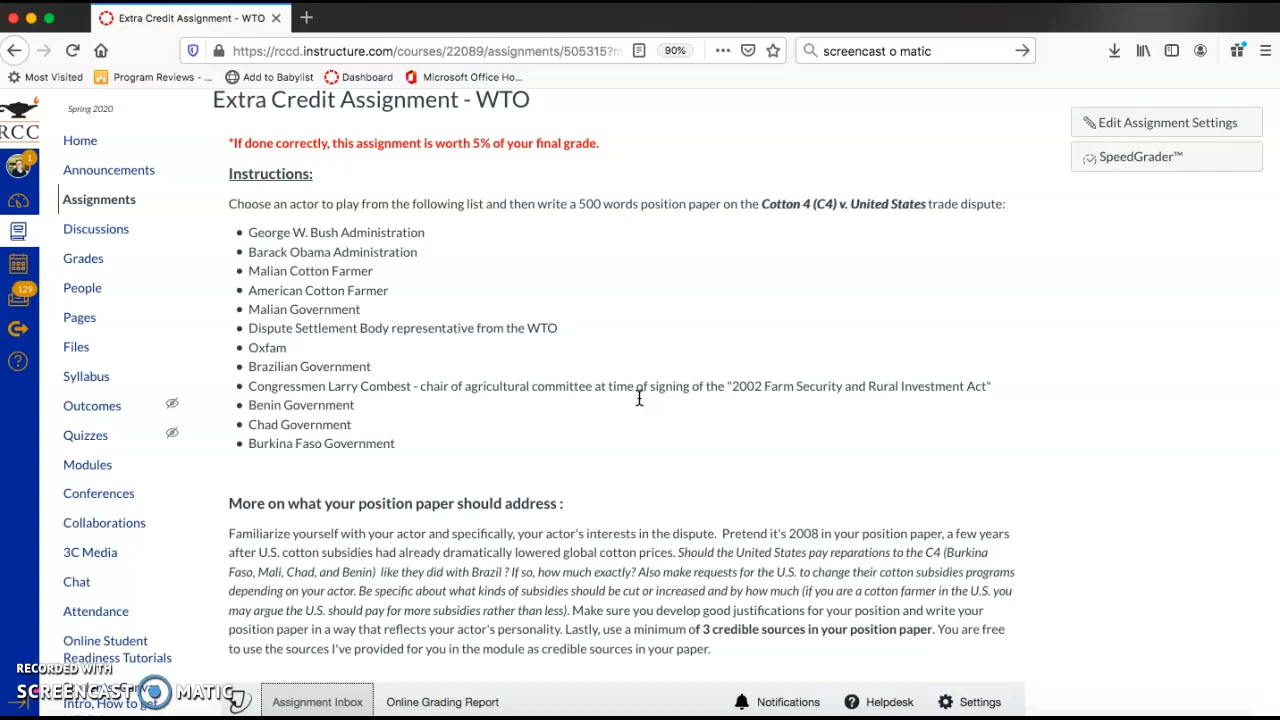 Extra Credit Assignment - WTO
https://rccd.instructure.com/courses/22089/assignments/505315?m
90%
screencast o matic
Most Visited
Program Reviews - ...
Add to Babylist
Dashboard
Microsoft Office Ho...
RCC
Spring 2020
1
129
Home
Announcements
Assignments
Discussions
Grades
People
Pages
Files
Syllabus
Outcomes
Quizzes
Modules
Conferences
Collaborations
3C Media
Chat
Attendance
Online Student
Readiness Tutorials
Intro, How to get
Extra Credit Assignment - WTO
Edit Assignment Settings
SpeedGrader™
*If done correctly, this assignment is worth 5% of your final grade.
Instructions:
Choose an actor to play from the following list and then write a 500 words position paper on the Cotton 4 (C4) v. United States trade dispute:
• George W. Bush Administration
• Barack Obama Administration
• Malian Cotton Farmer
• American Cotton Farmer
• Malian Government
• Dispute Settlement Body representative from the WTO
• Oxfam
• Brazilian Government
• Congressmen Larry Combest - chair of agricultural committee at time of signing of the "2002 Farm Security and Rural Investment Act"
• Benin Government
• Chad Government
• Burkina Faso Government
More on what your position paper should address :
Familiarize yourself with your actor and specifically, your actor's interests in the dispute. Pretend it's 2008 in your position paper, a few years
after U.S. cotton subsidies had already dramatically lowered global cotton prices. Should the United States pay reparations to the C4 (Burkina
Faso, Mali, Chad, and Benin) like they did with Brazil ? If so, how much exactly? Also make requests for the U.S. to change their cotton subsidies programs
depending on your actor. Be specific about what kinds of subsidies should be cut or increased and by how much (if you are a cotton farmer in the U.S. you
may argue the U.S. should pay for more subsidies rather than less). Make sure you develop good justifications for your position and write your
position paper in a way that reflects your actor's personality. Lastly, use a minimum of 3 credible sources in your position paper. You are free
to use the sources I've provided for you in the module as credible sources in your paper.
Assignment Inbox
Online Grading Report
Notifications
Helpdesk
Settings
RECORDED WITH
SCREENCAST MATIC